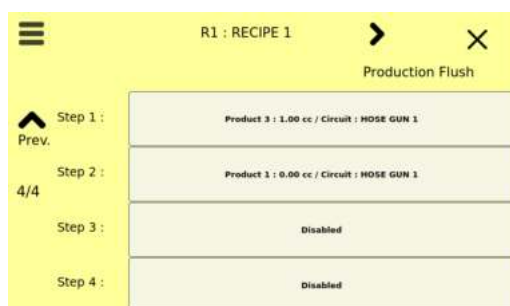 R1 : RECIPE 1
Production Flush
Step 1 : Product 3 : 1.00 cc / Circuit : HOSE GUN 1
Prev.
Step 2 : Product 1 : 0.00 cc / Circuit : HOSE GUN 1
4/4
Step 3 : Disabled
Step 4 : Disabled